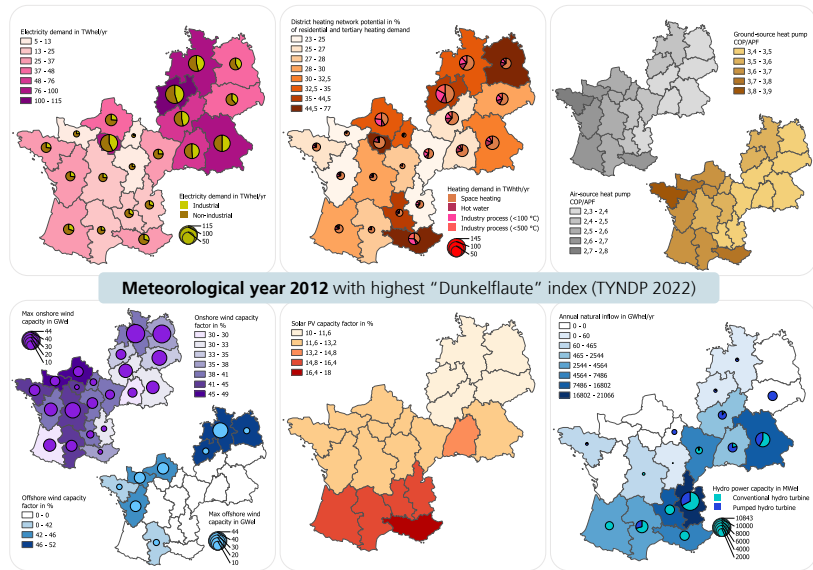 Electricity demand in TWhel/yr
5 - 13
13 - 25
25 - 37
37 - 48
48 - 76
76 - 100
100 - 115
Electricity demand in TWhel/yr
Industrial
Non-industrial
115
100
50
District heating network potential in %
of residential and tertiary heating demand
23 - 25
25 - 27
27 - 28
28 - 30
30 - 32,5
32,5 - 35
35 - 44,5
44,5 - 77
Heating demand in TWhth/yr
Space heating
Hot water
Industry process (<100 °C)
Industry process (<500 °C)
145
100
50
Ground-source heat pump
COP/APF
3,4 - 3,5
3,5 - 3,6
3,6 - 3,7
3,7 - 3,8
3,8 - 3,9
Air-source heat pump
COP/APF
2,3 - 2,4
2,4 - 2,5
2,5 - 2,6
2,6 - 2,7
2,7 - 2,8
Meteorological year 2012 with highest “Dunkelflaute” index (TYNDP 2022)
Max onshore wind
capacity in GWel
44
40
30
20
10
Onshore wind capacity
factor in %
30 - 30
30 - 33
33 - 35
35 - 38
38 - 41
41 - 45
45 - 49
Offshore wind capacity
factor in %
0 - 0
0 - 42
42 - 46
46 - 52
Max offshore wind
capacity in GWel
44
40
30
20
10
Solar PV capacity factor in %
10 - 11,6
11,6 - 13,2
13,2 - 14,8
14,8 - 16,4
16,4 - 18
Annual natural inflow in GWhel/yr
0 - 0
0 - 60
60 - 465
465 - 2544
2544 - 4564
4564 - 7486
7486 - 16802
16802 - 21066
Hydro power capacity in MWel
Conventional hydro turbine
Pumped hydro turbine
10843
10000
8000
6000
4000
2000